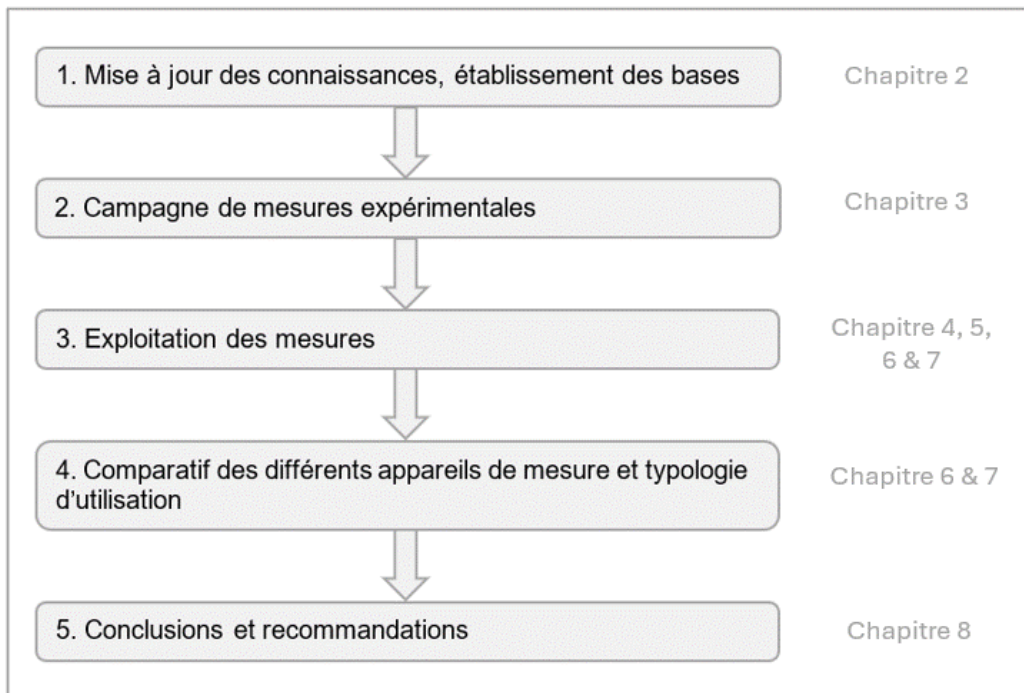 1. Mise à jour des connaissances, établissement des bases
Chapitre 2
2. Campagne de mesures expérimentales
Chapitre 3
3. Exploitation des mesures
Chapitre 4, 5,
6 & 7
4. Comparatif des différents appareils de mesure et typologie
d'utilisation
Chapitre 6 & 7
5. Conclusions et recommandations
Chapitre 8